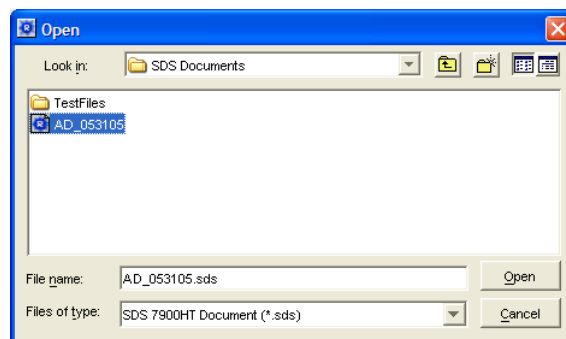 Open
Look in: SDS Documents
TestFiles
AD_053105
File name: AD_053105.sds Open
Files of type: SDS 7900HT Document (*.sds) Cancel